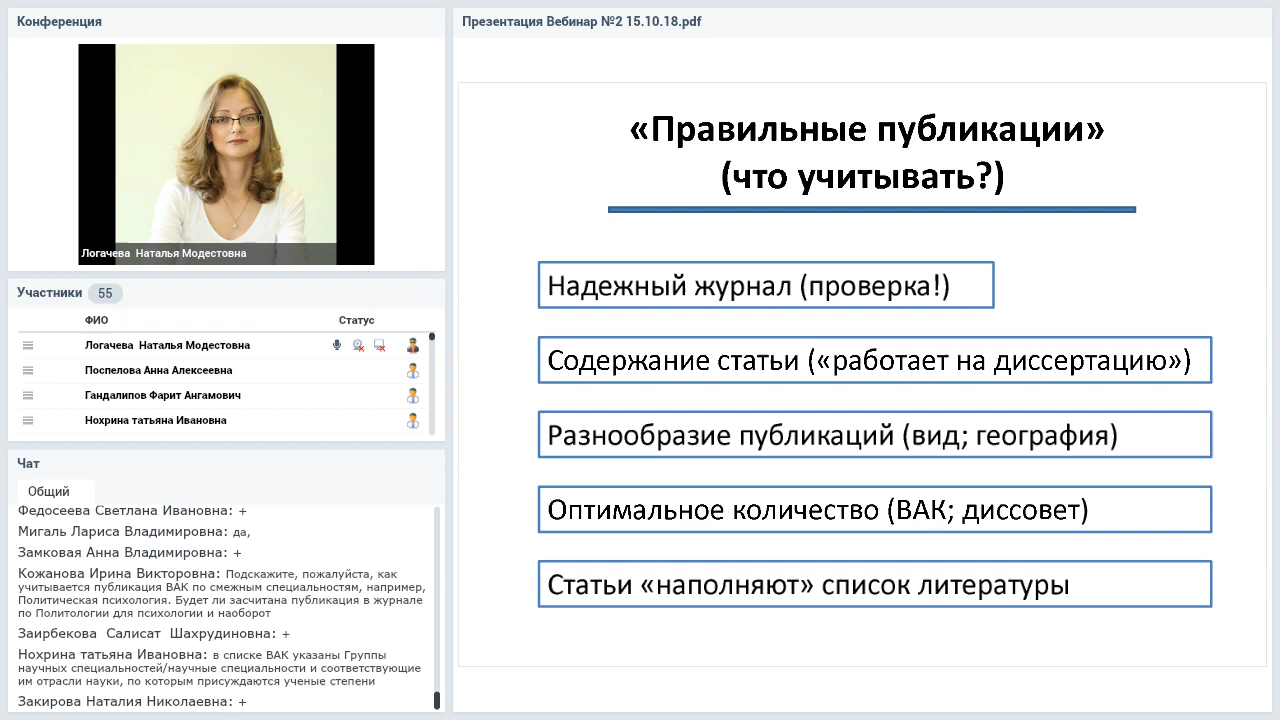 Конференция
Логачева Наталья Модестовна
Участники 55
ФИО Статус
Логачева Наталья Модестовна
Поспелова Анна Алексеевна
Гандалипов Фарит Ангамович
Нохрина татьяна Ивановна
Чат
Общий
Федосеева Светлана Ивановна: +
Мигаль Лариса Владимировна: да,
Замковая Анна Владимировна: +
Кожанова Ирина Викторовна: Подскажите, пожалуйста, как
учитывается публикация ВАК по смежным специальностям, например,
Политическая психология. Будет ли засчитана публикация в журнале
по Политологии для психологии и наоборот
Заирбекова Салисат Шахрудиновна: +
Нохрина татьяна Ивановна: в списке ВАК указаны Группы
научных специальностей/научные специальности и соответствующие
им отрасли науки, по которым присуждаются ученые степени
Закирова Наталия Николаевна: +
Презентация Вебинар №2 15.10.18.pdf
«Правильные публикации»
(что учитывать?)
Надежный журнал (проверка!)
Содержание статьи («работает на диссертацию»)
Разнообразие публикаций (вид; география)
Оптимальное количество (ВАК; диссовет)
Статьи «наполняют» список литературы